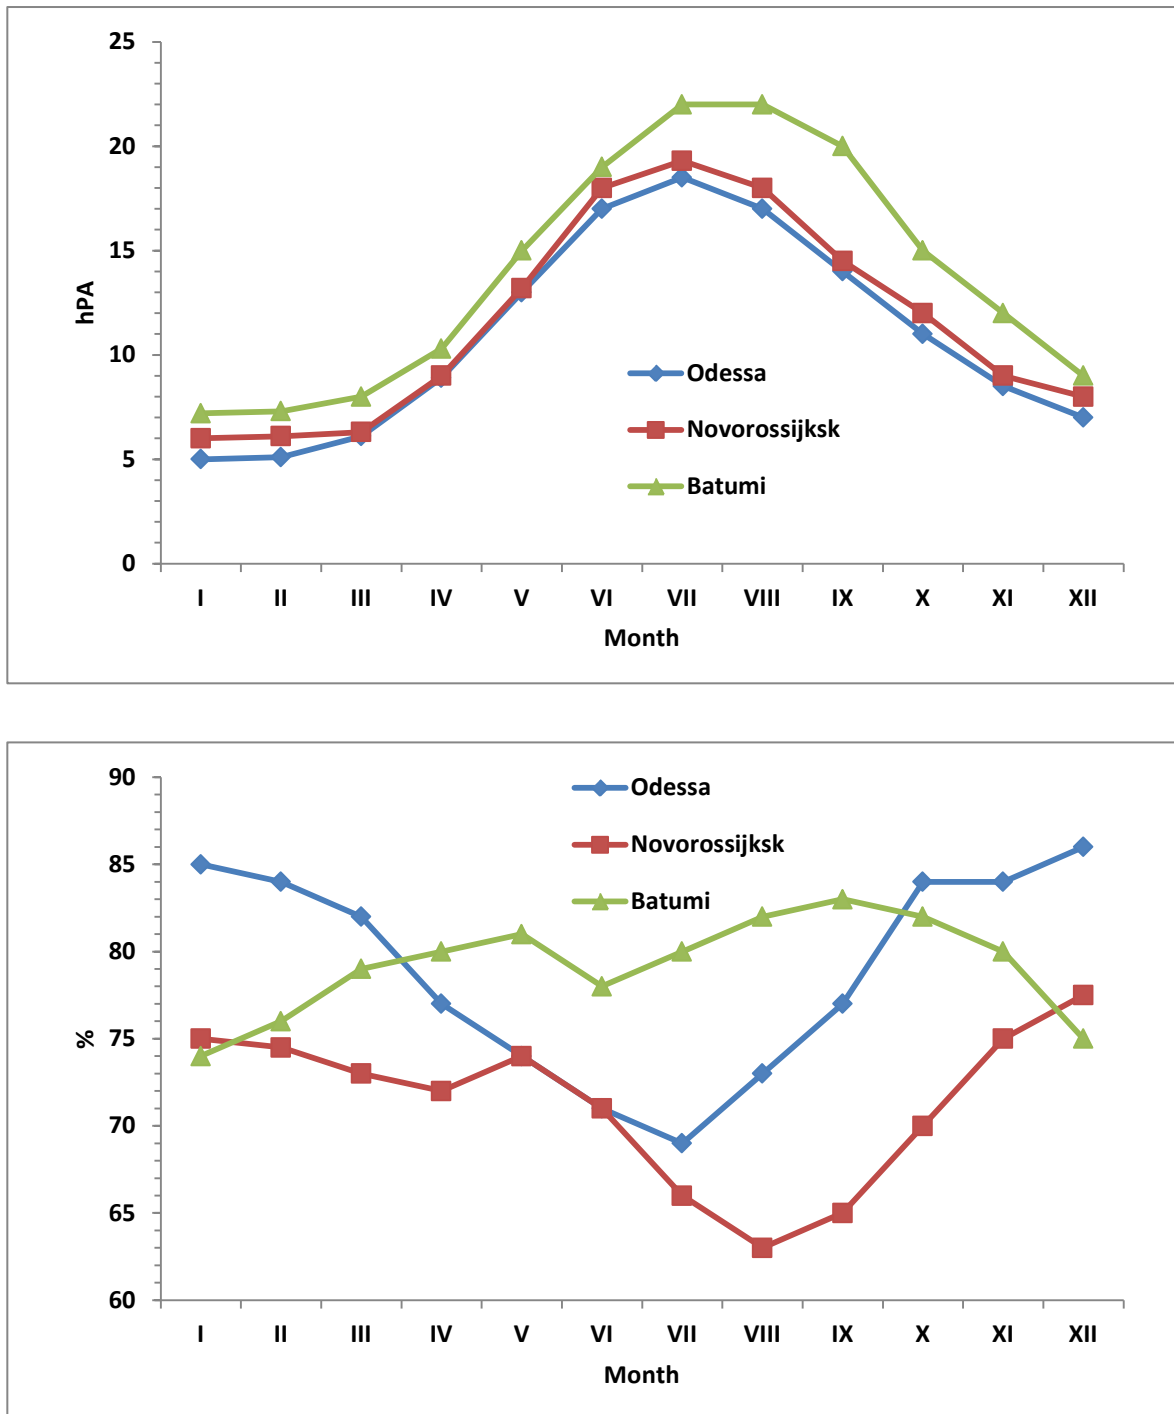 25
20
15
10
5
0
hPA
Odessa
Novorossijksk
Batumi
I II III IV V VI VII VIII IX X XI XII
Month
90
85
80
75
70
65
60
%
Odessa
Novorossijksk
Batumi
I II III IV V VI VII VIII IX X XI XII
Month